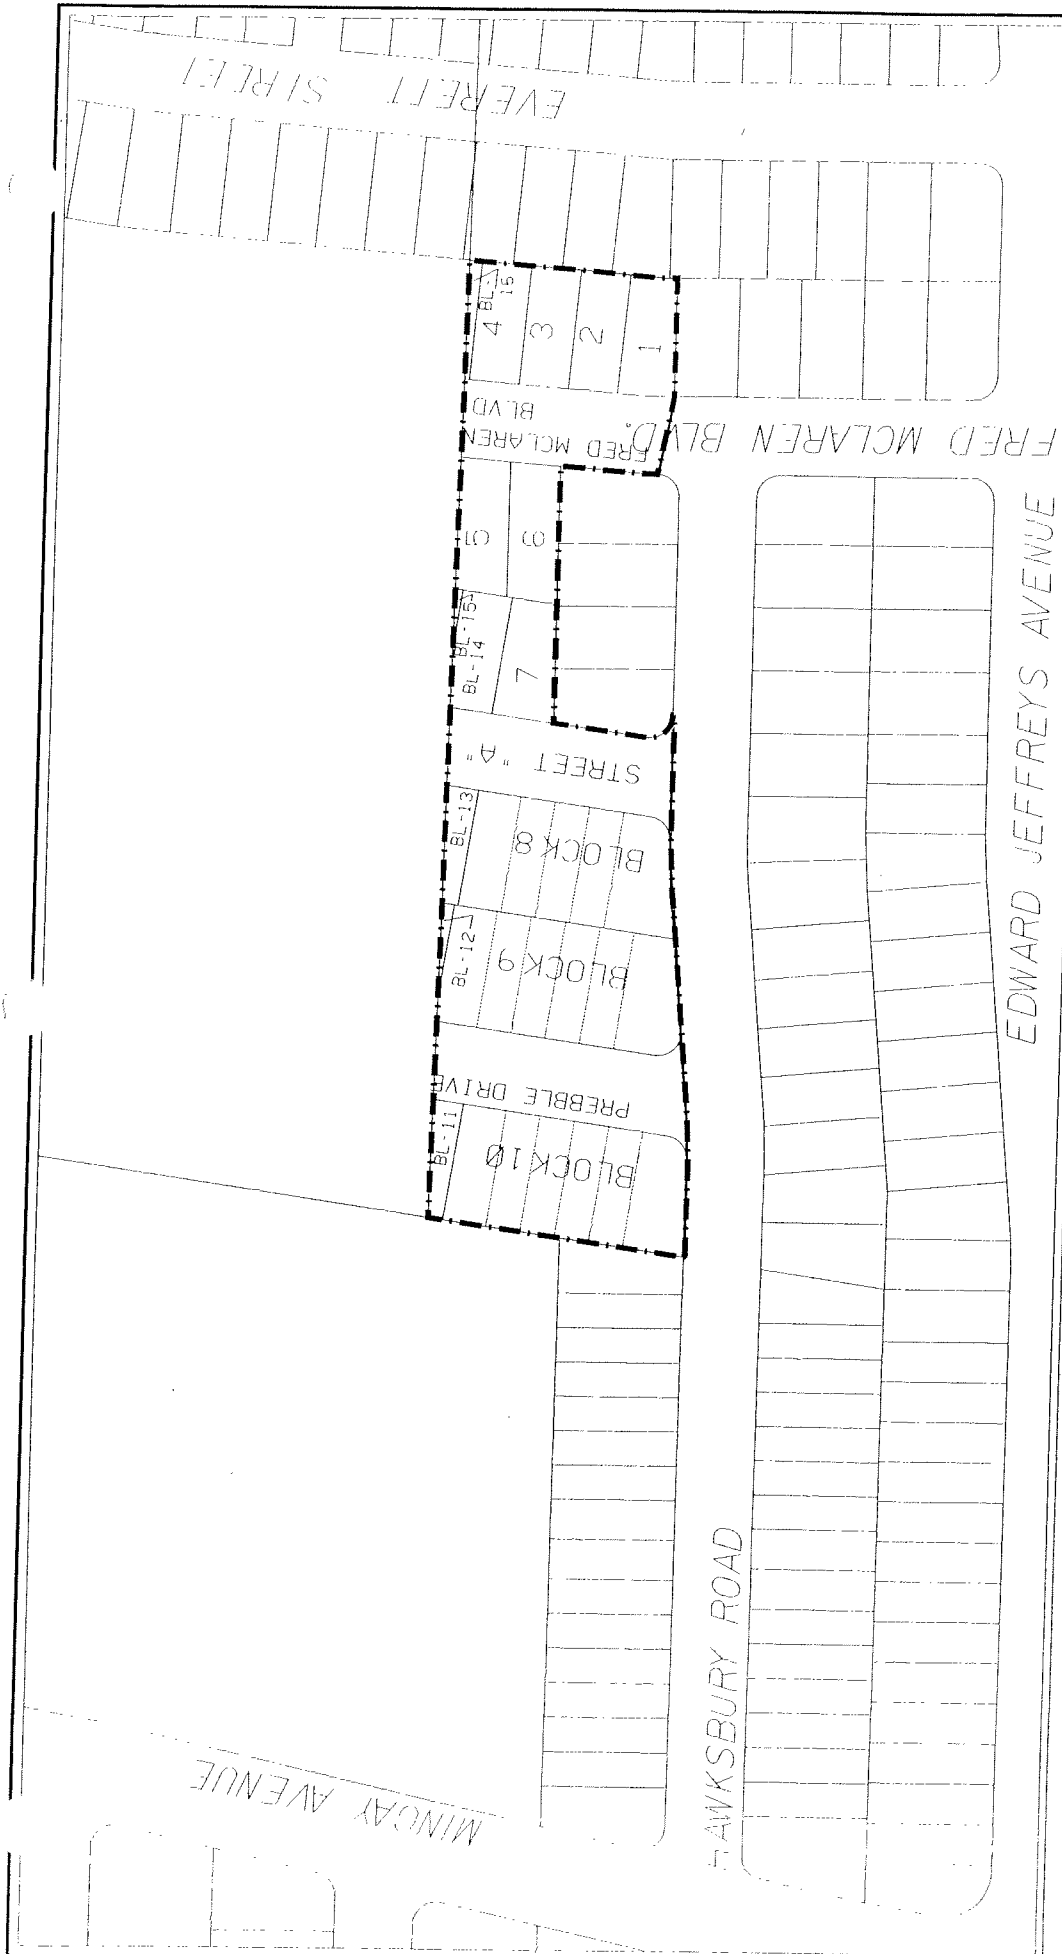 EVERETT STREET
BL-
16
4
3
2
1
FRED MCLAREN
BLVD
FRED MCLAREN BLVD.
5
6
BL-15
BL-14
7
STREET "A"
BL-13
BLOCK 8
BL-12
BLOCK 9
PREBBLE DRIVE
BL-11
BLOCK 10
EDWARD JEFFREYS AVENUE
HAWKSBURY ROAD
MINGAY AVENUE